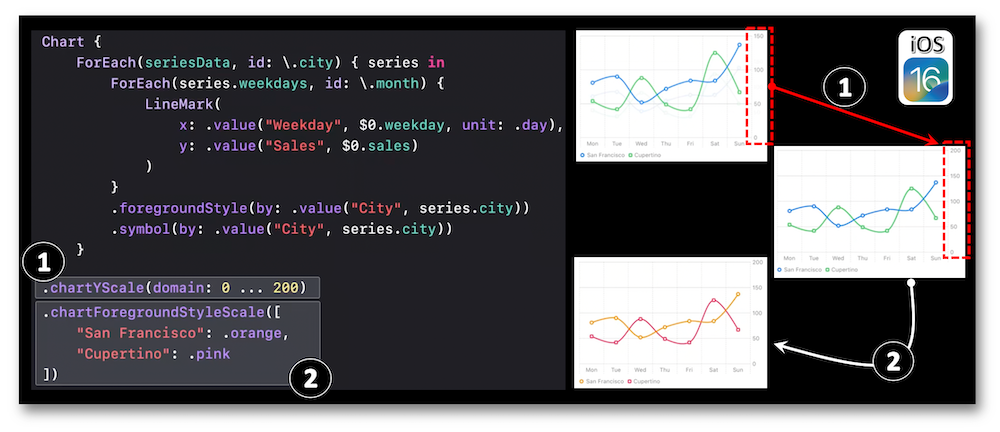 Chart {
ForEach(seriesData, id: \.city) { series in
ForEach(series.weekdays, id: \.month) {
LineMark(
x: .value("Weekday", $0.weekday, unit: .day),
y: .value("Sales", $0.sales)
)
}
.foregroundStyle(by: .value("City", series.city))
.symbol(by: .value("City", series.city))
}
1
.chartYScale(domain: 0 ... 200)
.chartForegroundStyleScale([
"San Francisco": .orange,
"Cupertino": .pink
])
2
150
100
50
0
Mon Tue Wed Thu Fri Sat Sun
San Francisco Cupertino
1
iOS
16
200
150
100
50
0
Mon Tue Wed Thu Fri Sat Sun
San Francisco Cupertino
200
150
100
50
0
Mon Tue Wed Thu Fri Sat Sun
San Francisco Cupertino
2